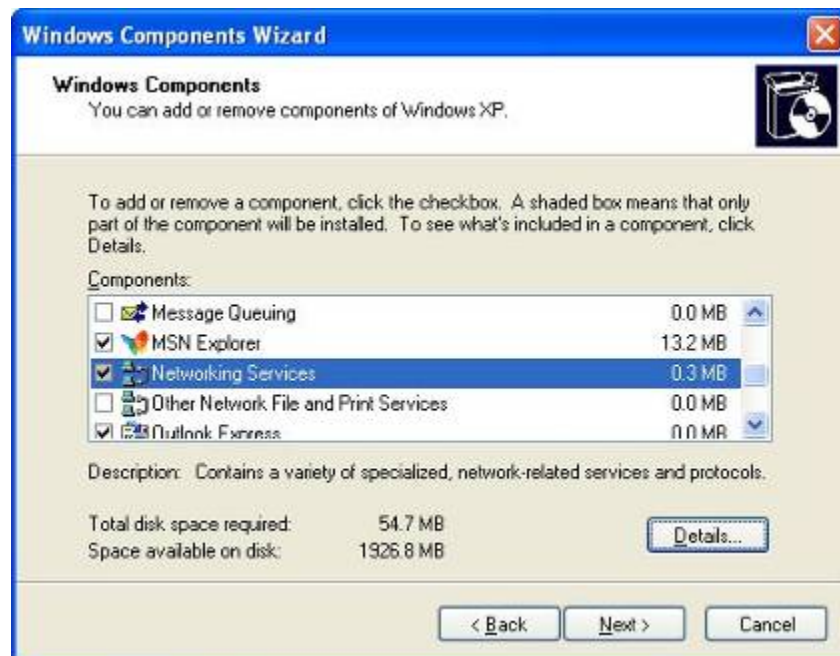 Windows Components Wizard
Windows Components
You can add or remove components of Windows XP.
To add or remove a component, click the checkbox. A shaded box means that only
part of the component will be installed. To see what's included in a component, click
Details.
Components:
Message Queuing 0.0 MB
MSN Explorer 13.2 MB
Networking Services 0.3 MB
Other Network File and Print Services 0.0 MB
Outlook Express 0.0 MB
Description: Contains a variety of specialized, network-related services and protocols.
Total disk space required: 54.7 MB
Space available on disk: 1926.8 MB
Details...
< Back Next > Cancel